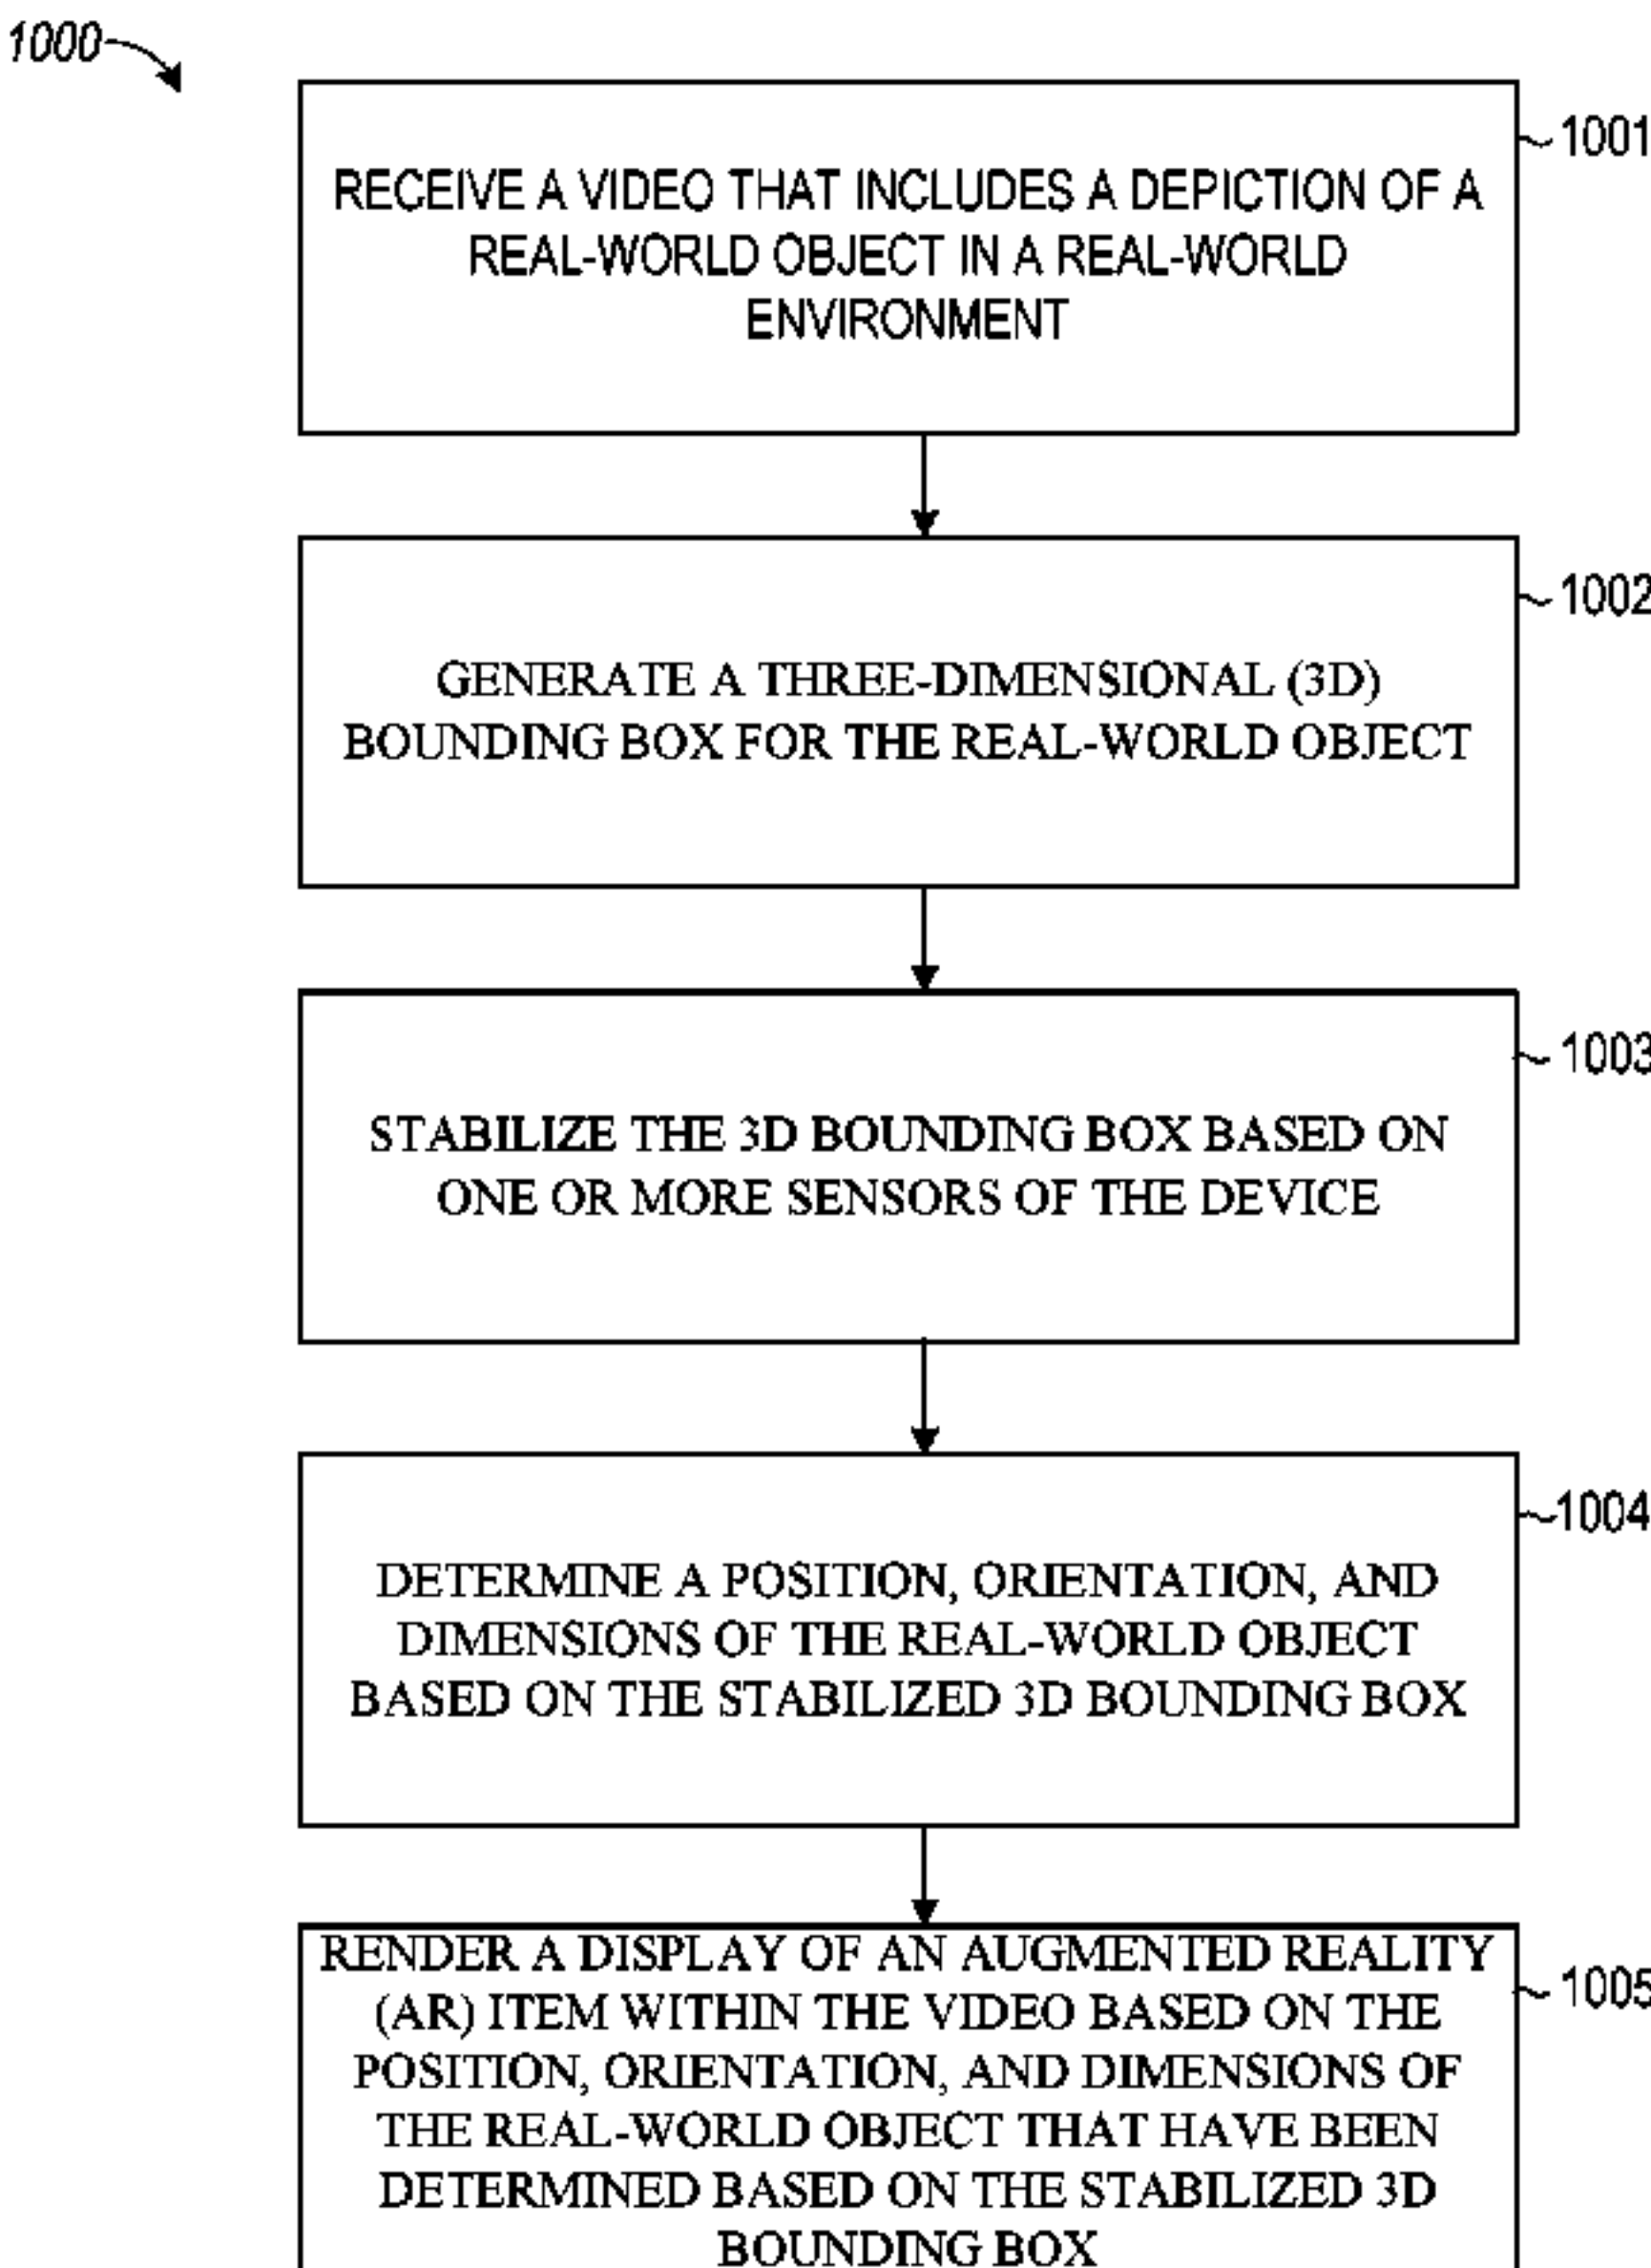 1000
RECEIVE A VIDEO THAT INCLUDES A DEPICTION OF A
REAL-WORLD OBJECT IN A REAL-WORLD
ENVIRONMENT
1001
GENERATE A THREE-DIMENSIONAL (3D)
BOUNDING BOX FOR THE REAL-WORLD OBJECT
1002
STABILIZE THE 3D BOUNDING BOX BASED ON
ONE OR MORE SENSORS OF THE DEVICE
1003
DETERMINE A POSITION, ORIENTATION, AND
DIMENSIONS OF THE REAL-WORLD OBJECT
BASED ON THE STABILIZED 3D BOUNDING BOX
1004
RENDER A DISPLAY OF AN AUGMENTED REALITY
(AR) ITEM WITHIN THE VIDEO BASED ON THE
POSITION, ORIENTATION, AND DIMENSIONS OF
THE REAL-WORLD OBJECT THAT HAVE BEEN
DETERMINED BASED ON THE STABILIZED 3D
BOUNDING BOX
1005